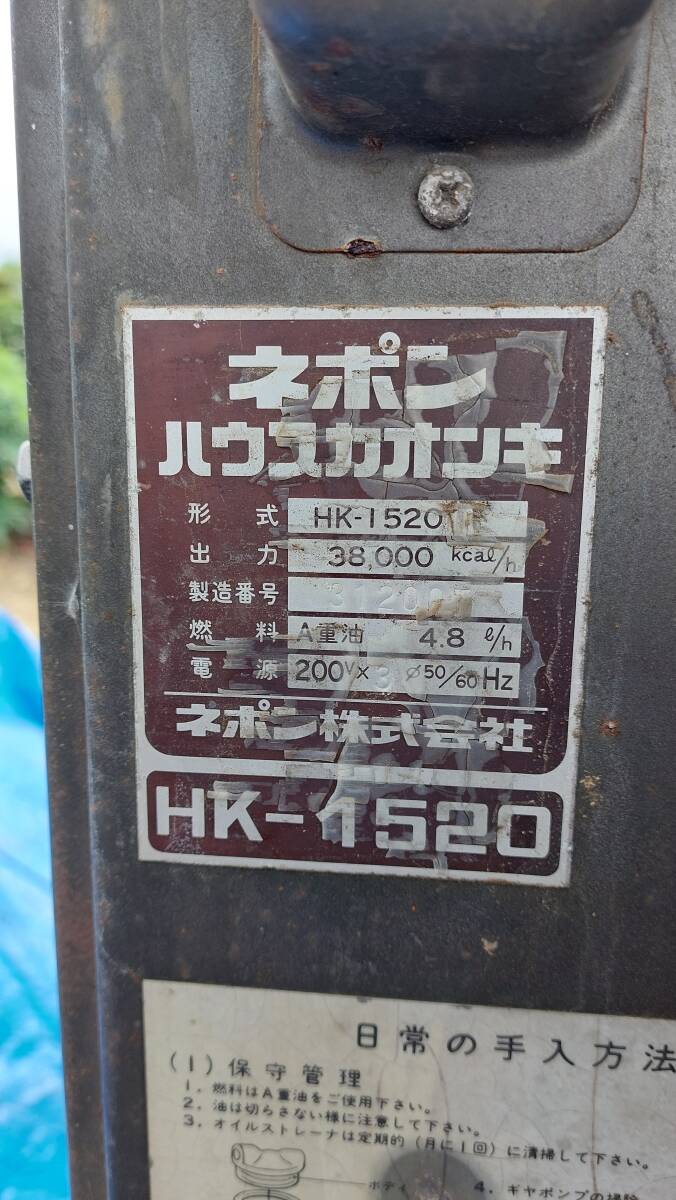 ネポン
ハウスカオンキ
形式 HK-1520
出力 38,000 kcal/h
製造番号
燃料 A重油 4.8 ℓ/h
電源 200V× 3 ø50/60Hz
ネポン株式会社
HK-1520
日常の手入方法
(1)保守管理
1. 燃料はA重油をご使用下さい。
2. 油は切らさない様に注意して下さい。
3. オイルストレーナは定期的(月に1回)に清掃して下さい。
ボディ
4. ギヤポンプの掃除